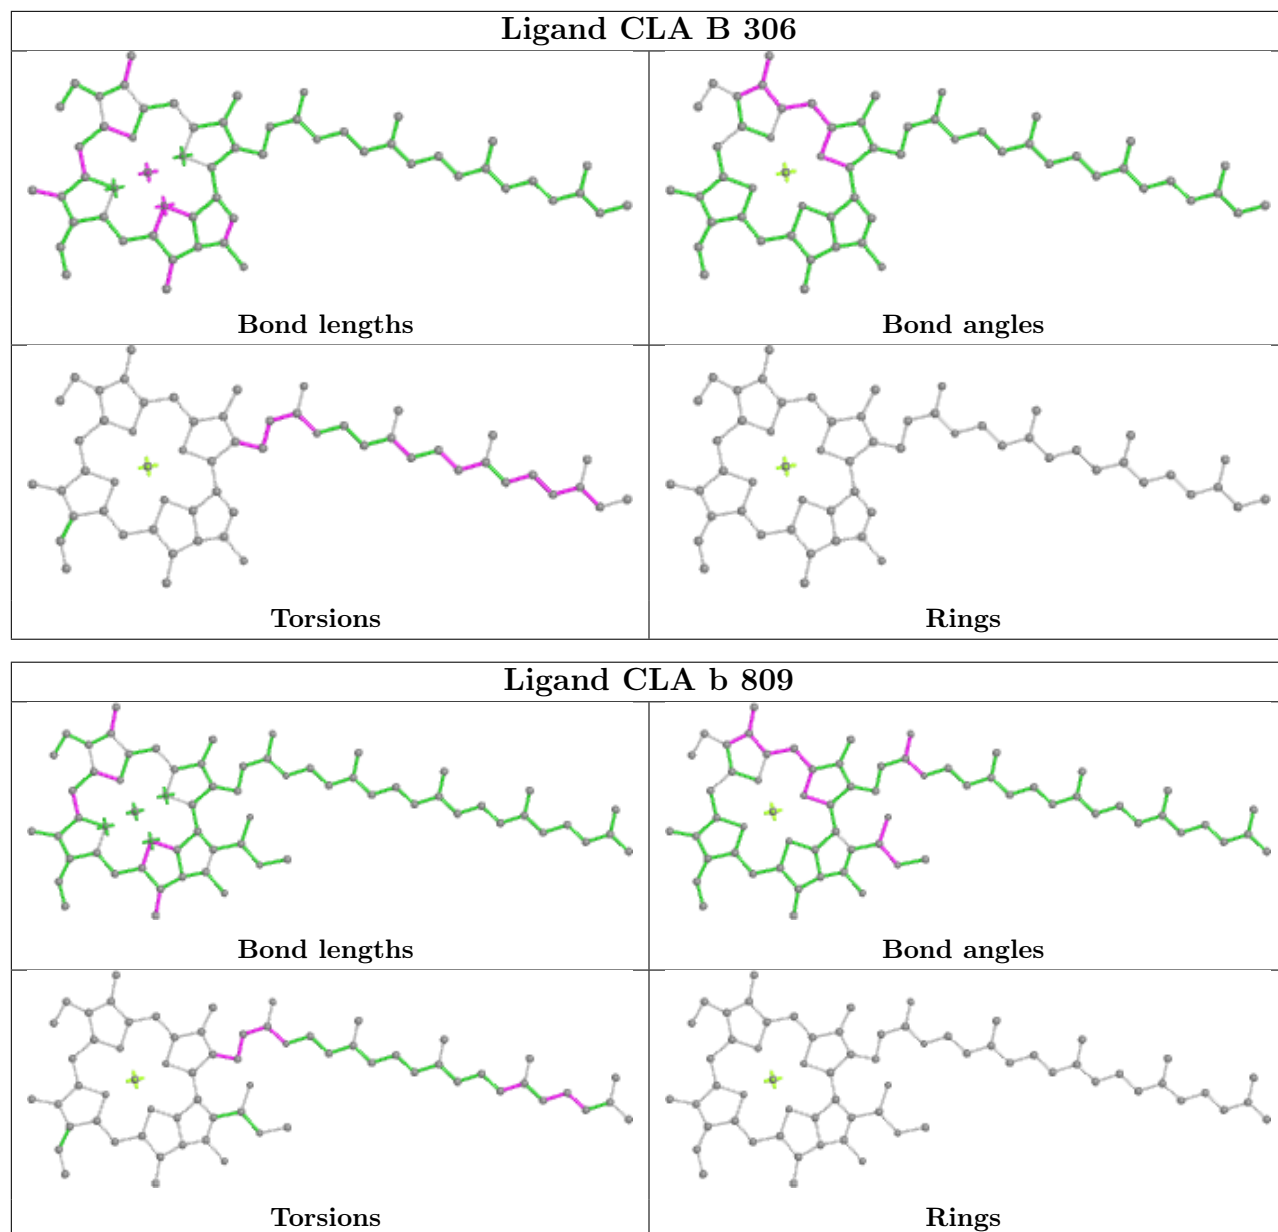 Ligand CLA B 306
Bond lengths
Bond angles
Torsions
Rings
Ligand CLA b 809
Bond lengths
Bond angles
Torsions
Rings